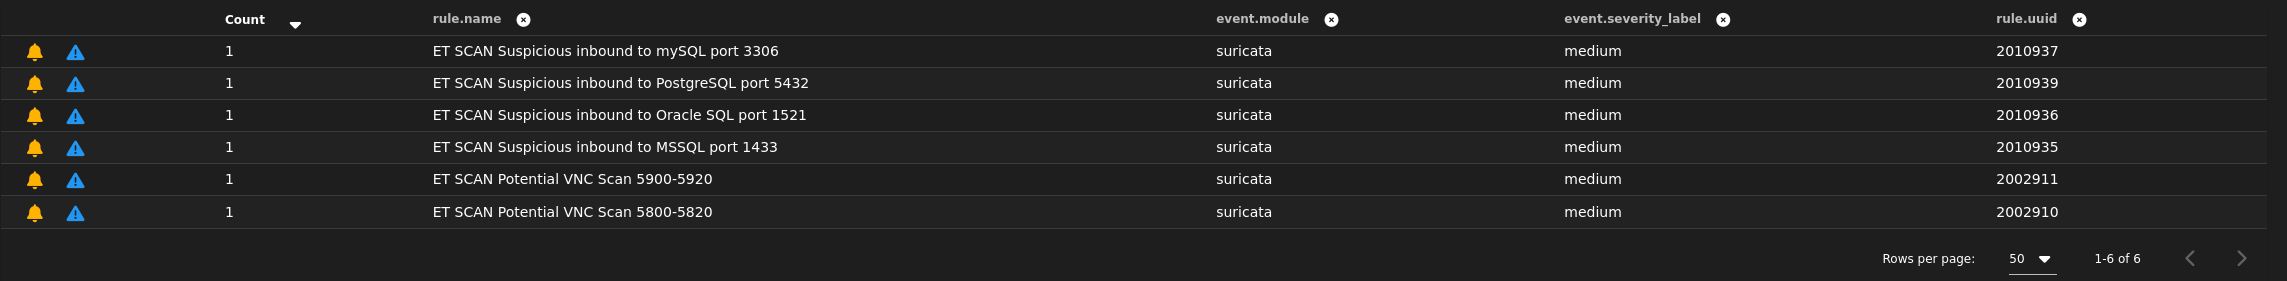 Count rule.name event.module event.severity_label rule.uuid
1 ET SCAN Suspicious inbound to mySQL port 3306 suricata medium 2010937
1 ET SCAN Suspicious inbound to PostgreSQL port 5432 suricata medium 2010939
1 ET SCAN Suspicious inbound to Oracle SQL port 1521 suricata medium 2010936
1 ET SCAN Suspicious inbound to MSSQL port 1433 suricata medium 2010935
1 ET SCAN Potential VNC Scan 5900-5920 suricata medium 2002911
1 ET SCAN Potential VNC Scan 5800-5820 suricata medium 2002910
Rows per page: 50 1-6 of 6